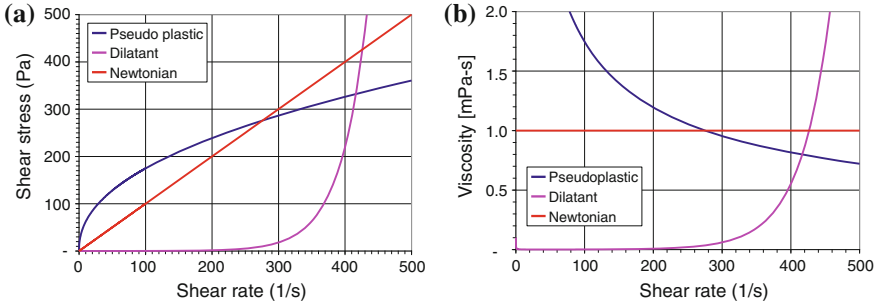 (a)
Shear stress (Pa)
500
400
300
200
100
-
Pseudo plastic
Dilatant
Newtonian
0 100 200 300 400 500
Shear rate (1/s)
(b)
Viscosity [mPa-s]
2.0
1.5
1.0
0.5
-
Pseudoplastic
Dilatant
Newtonian
0 100 200 300 400 500
Shear rate (1/s)